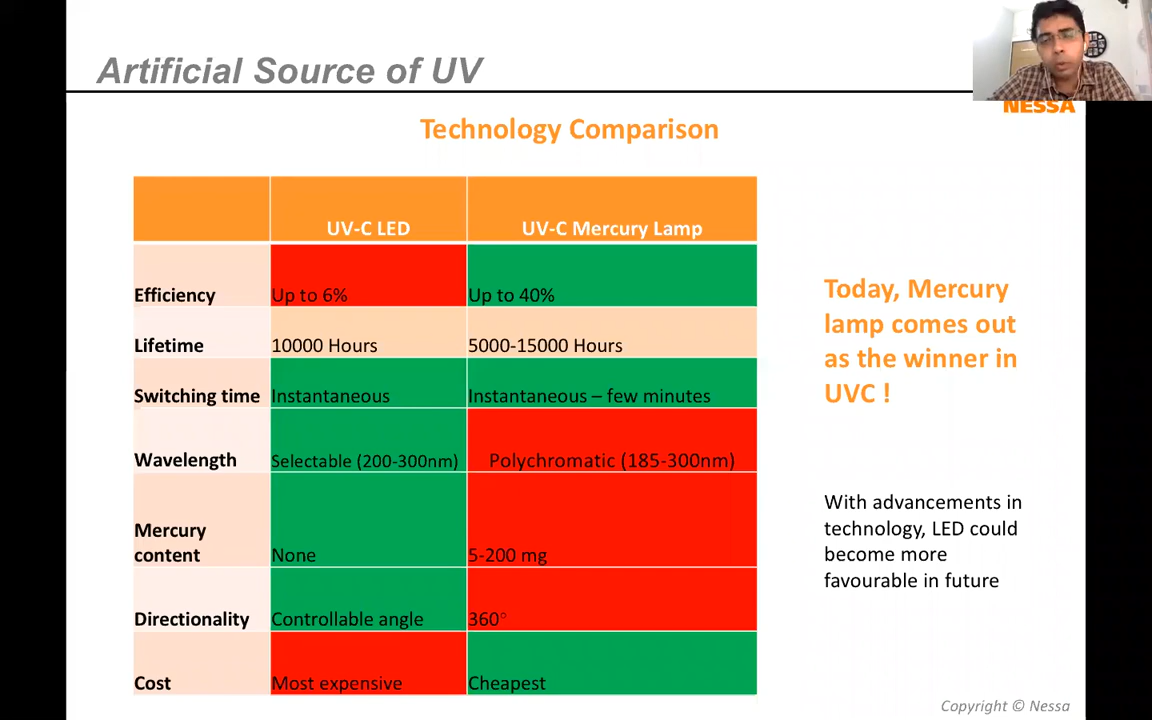 Artificial Source of UV
NESSA
Technology Comparison
UV-C LED UV-C Mercury Lamp
Efficiency Up to 6% Up to 40%
Lifetime 10000 Hours 5000-15000 Hours
Switching time Instantaneous Instantaneous – few minutes
Wavelength Selectable (200-300nm) Polychromatic (185-300nm)
Mercury
content None 5-200 mg
Directionality Controllable angle 360°
Cost Most expensive Cheapest
Today, Mercury
lamp comes out
as the winner in
UVC !
With advancements in
technology, LED could
become more
favourable in future
Copyright © Nessa